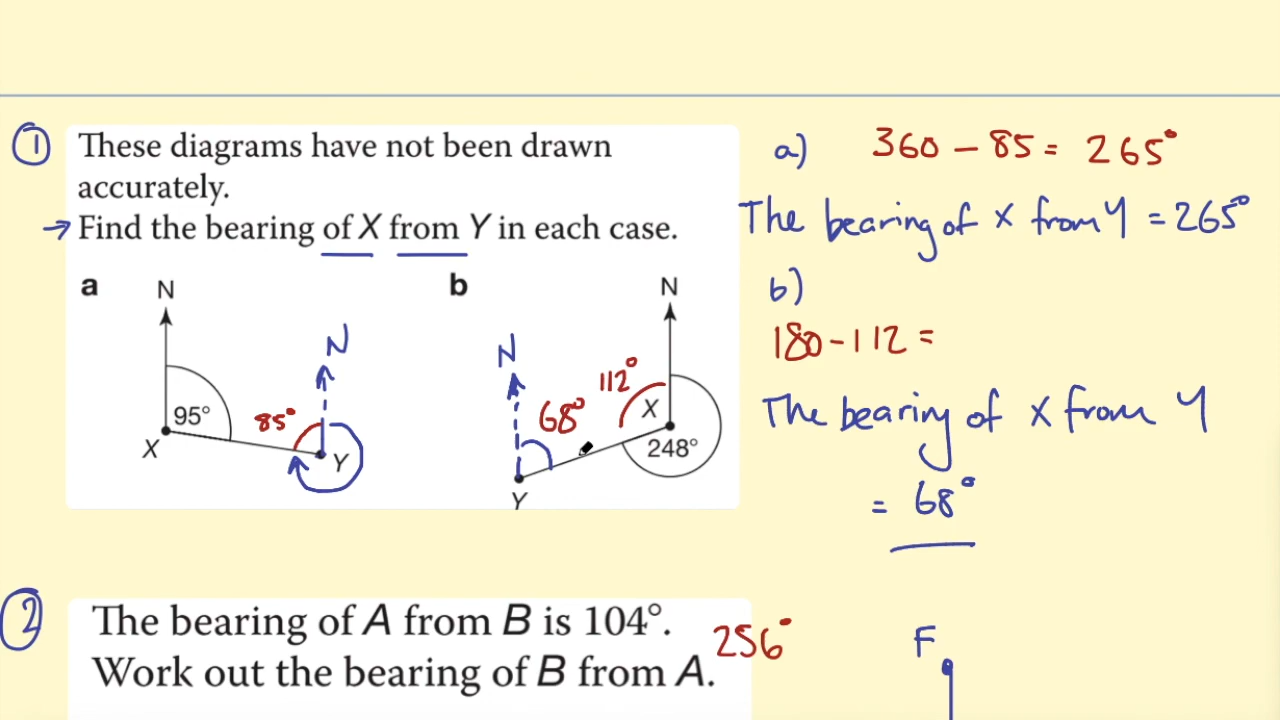 1
These diagrams have not been drawn
accurately.
→ Find the bearing of X from Y in each case.
a
N
95°
X
85°
N
Y
b
N
N
112°
68°
X
248°
Y
a) 360 – 85 = 265°
The bearing of X from Y = 265°
b)
180 - 112 =
The bearing of X from Y
= 68°
2
The bearing of A from B is 104°.
Work out the bearing of B from A.
256°
F